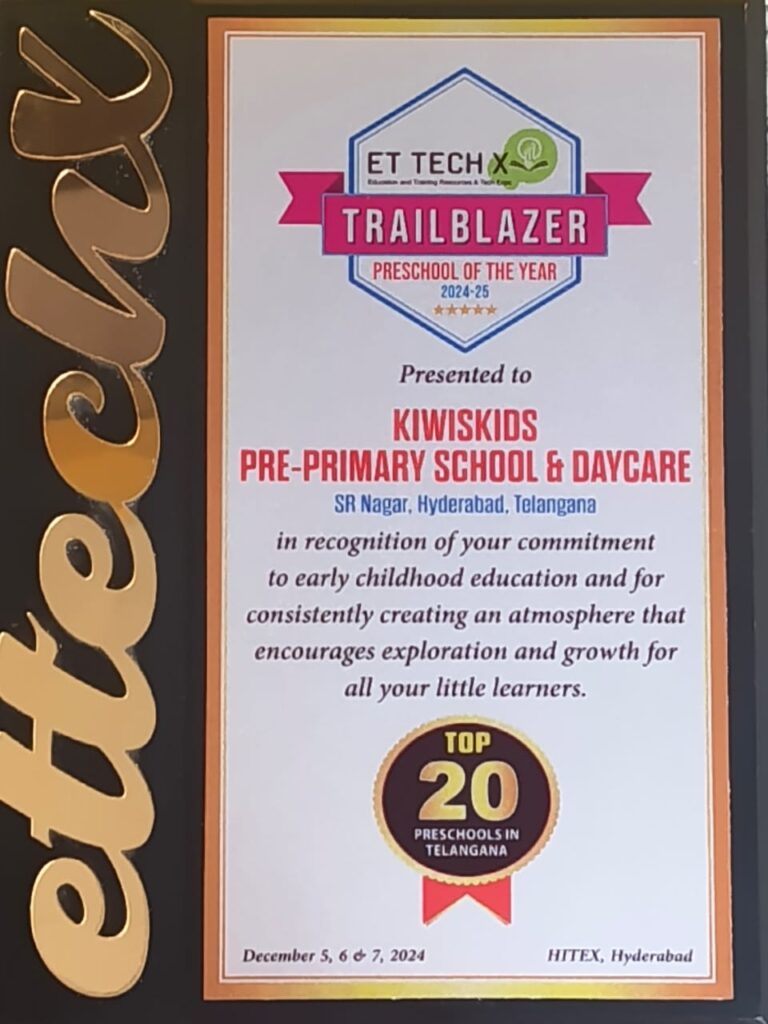 ettechx
ET TECH X
Education and Training Resources & Tech Expo
TRAILBLAZER
PRESCHOOL OF THE YEAR
2024-25
Presented to
KIWISKIDS
PRE-PRIMARY SCHOOL & DAYCARE
SR Nagar, Hyderabad, Telangana
in recognition of your commitment
to early childhood education and for
consistently creating an atmosphere that
encourages exploration and growth for
all your little learners.
TOP
20
PRESCHOOLS IN
TELANGANA
December 5, 6 & 7, 2024
HITEX, Hyderabad